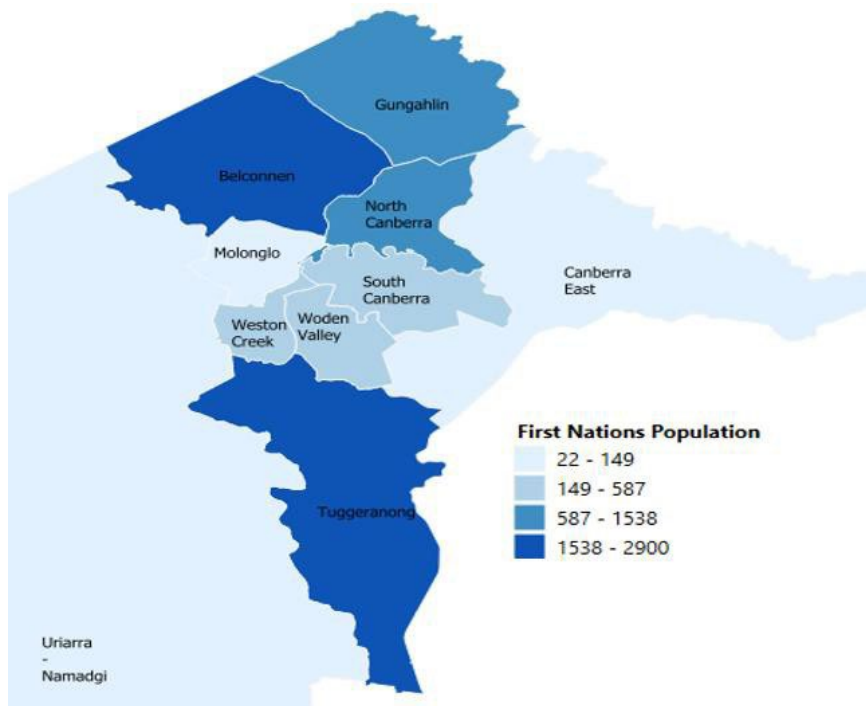 Gungahlin
Belconnen
North
Canberra
Molonglo
South
Canberra
Canberra
East
Weston
Creek
Woden
Valley
First Nations Population
22 - 149
149 - 587
587 - 1538
1538 - 2900
Tuggeranong
Uriarra
-
Namadgi